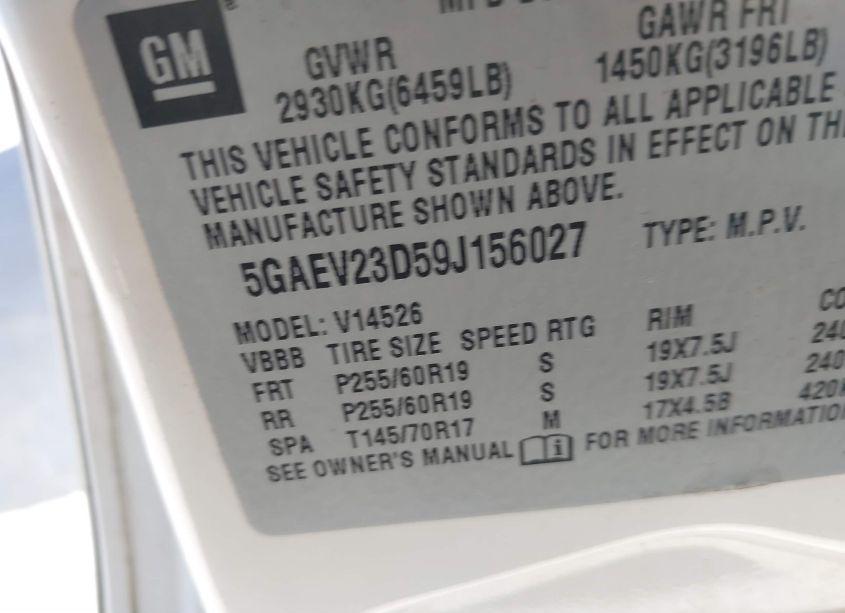 GM
GVWR GAWR FRT
2930KG(6459LB) 1450KG(3196LB)
THIS VEHICLE CONFORMS TO ALL APPLICABLE
VEHICLE SAFETY STANDARDS IN EFFECT ON
MANUFACTURE SHOWN ABOVE.
5GAEV23D59J156027 TYPE: M.P.V.
MODEL: V14526
VBBB TIRE SIZE SPEED RTG RIM
FRT P255/60R19 S 19X7.5J
RR P255/60R19 S 19X7.5J
SPA T145/70R17 M 17X4.5B
SEE OWNER'S MANUAL FOR MORE INFORMATION